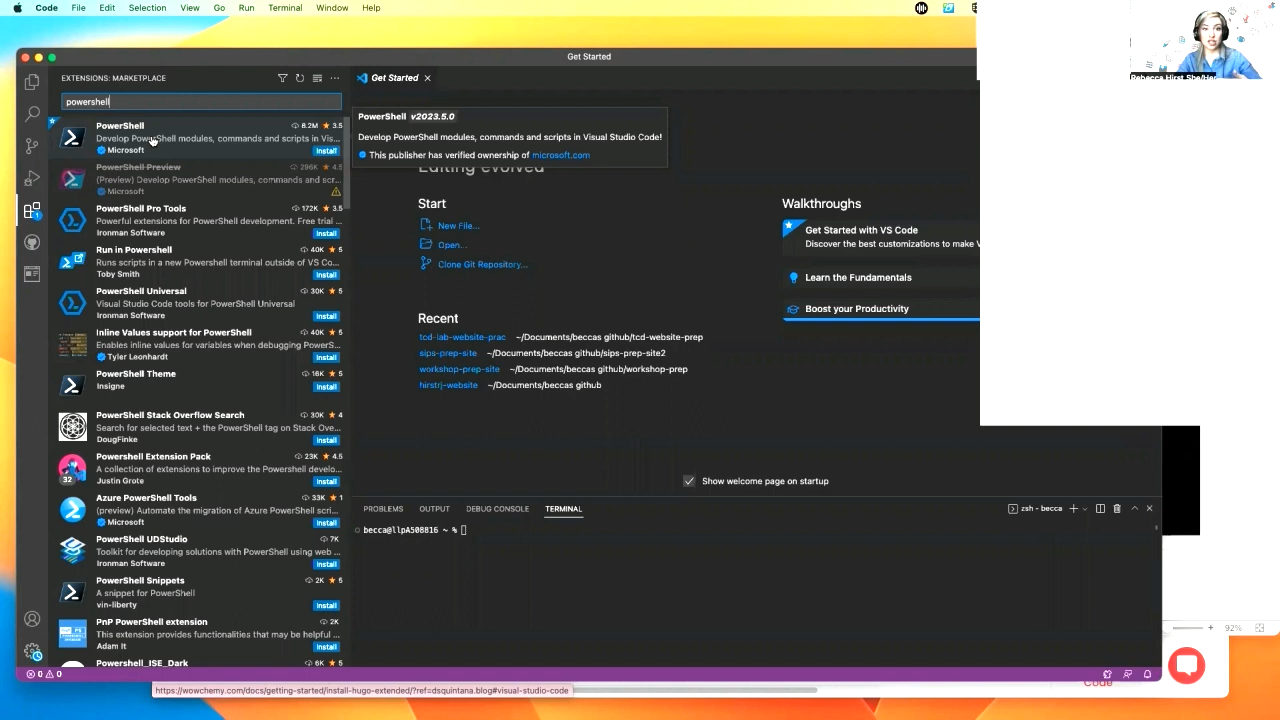 Code File Edit Selection View Go Run Terminal Window Help
Get Started
EXTENSIONS: MARKETPLACE
powershell
PowerShell 8.2M 3.5
Develop PowerShell modules, commands and scripts in Vis...
Microsoft Install
PowerShell Preview 296K 4.5
(Preview) Develop PowerShell modules, commands and scr...
Microsoft
PowerShell Pro Tools 172K 3.5
Powerful extensions for PowerShell development. Free trial ...
Ironman Software Install
Run in Powershell 40K 5
Runs scripts in a new Powershell terminal outside of VS Co...
Toby Smith Install
PowerShell Universal 30K 5
Visual Studio Code tools for PowerShell Universal
Ironman Software Install
Inline Values support for PowerShell 40K 5
Enables inline values for variables when debugging PowerS...
Tyler Leonhardt Install
PowerShell Theme 16K 5
Insigne Install
PowerShell Stack Overflow Search 30K 4
Search for selected text + the PowerShell tag on Stack Ove...
DougFinke Install
Powershell Extension Pack 23K 4.5
A collection of extensions to improve the Powershell develo...
32 Justin Grote Install
Azure PowerShell Tools 33K 1
(preview) Automate the migration of Azure PowerShell scri...
Microsoft Install
PowerShell UDStudio 7K
Toolkit for developing solutions with PowerShell using web ...
Ironman Software Install
PowerShell Snippets 2K 5
A snippet for PowerShell
vin-liberty Install
PnP PowerShell extension 2K
This extension provides functionalities that may be helpful ...
Adam It Install
Powershell_ISE_Dark 6K 5
1
Get Started
PowerShell v2023.5.0
Develop PowerShell modules, commands and scripts in Visual Studio Code!
This publisher has verified ownership of microsoft.com
Editing evolved
Start
New File...
Open...
Clone Git Repository...
Recent
tcd-lab-website-prac ~/Documents/beccas github/tcd-website-prep
sips-prep-site ~/Documents/beccas github/sips-prep-site2
workshop-prep-site ~/Documents/beccas github/workshop-prep
hirstrj-website ~/Documents/beccas github
Walkthroughs
Get Started with VS Code
Discover the best customizations to make V
Learn the Fundamentals
Boost your Productivity
Show welcome page on startup
PROBLEMS OUTPUT DEBUG CONSOLE TERMINAL
zsh - becca
becca@llpA508816 ~ %
0 0
https://wowchemy.com/docs/getting-started/install-hugo-extended/?ref=dsquintana.blog#visual-studio-code
Code
92%
Rebecca Hirst She/Her